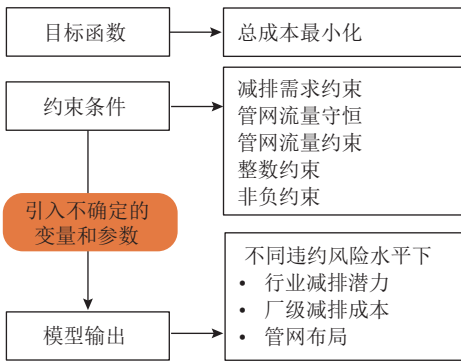 目标函数
总成本最小化
约束条件
减排需求约束
管网流量守恒
管网流量约束
整数约束
非负约束
引入不确定的
变量和参数
模型输出
不同违约风险水平下
• 行业减排潜力
• 厂级减排成本
• 管网布局